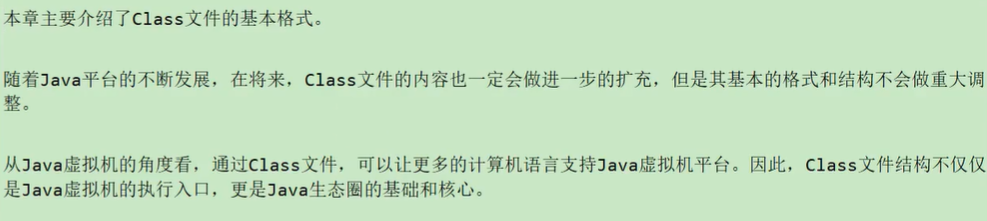 本章主要介绍了Class文件的基本格式。
随着Java平台的不断发展，在将来，Class文件的内容也一定会做进一步的扩充，但是其基本的格式和结构不会做重大调
整。
从Java虚拟机的角度看，通过Class文件，可以让更多的计算机语言支持Java虚拟机平台。因此，Class文件结构不仅仅
是Java虚拟机的执行入口，更是Java生态圈的基础和核心。